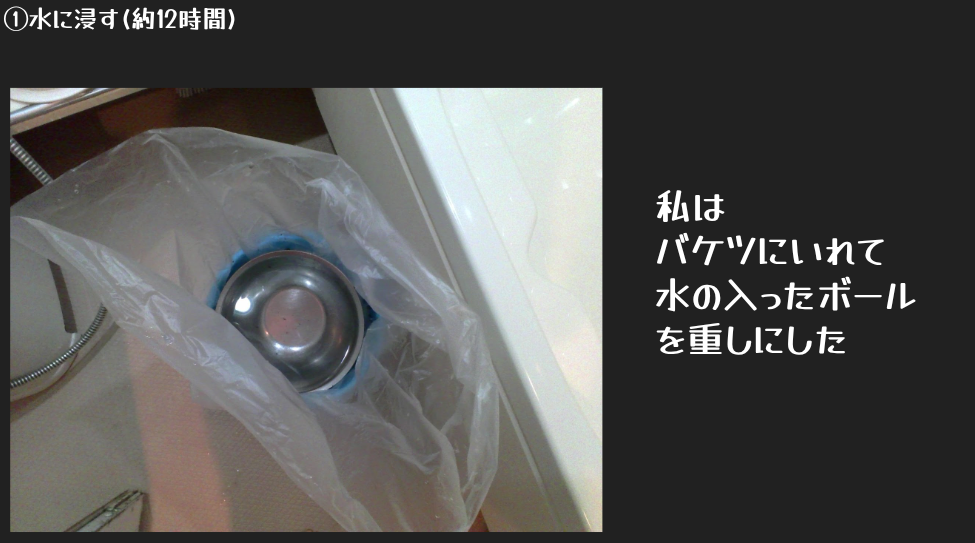 ①水に浸す(約12時間)
私は
バケツにいれて
水の入ったボール
を重しにした